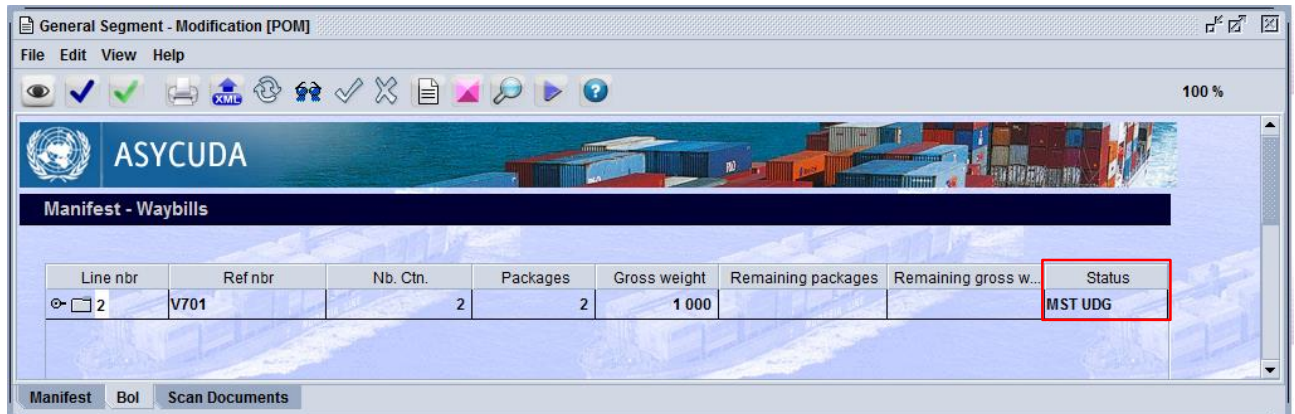 General Segment - Modification [POM]
File Edit View Help
XML
100 %
ASYCUDA
Manifest - Waybills
Line nbr Ref nbr Nb. Ctn. Packages Gross weight Remaining packages Remaining gross w... Status
2 V701 2 2 1 000 MST UDG
Manifest Bol Scan Documents